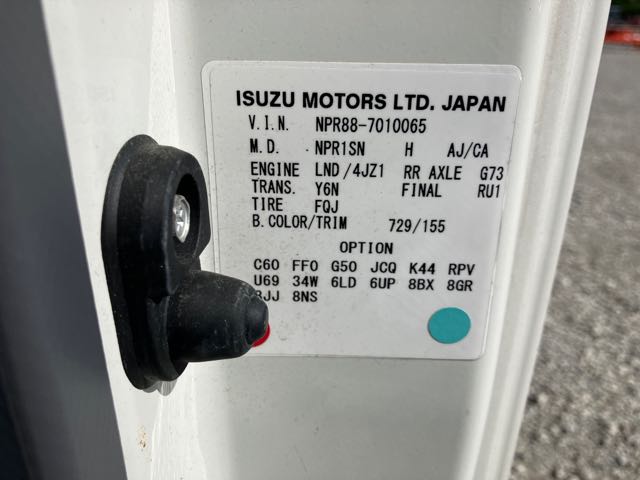 ISUZU MOTORS LTD. JAPAN
V.I.N. NPR88-7010065
M.D. NPR1SN H AJ/CA
ENGINE LND/4JZ1 RR AXLE G73
TRANS. Y6N FINAL RU1
TIRE FQJ
B.COLOR/TRIM 729/155
OPTION
C60 FF0 G50 JCQ K44 RPV
U69 34W 6LD 6UP 8BX 8GR
8NS